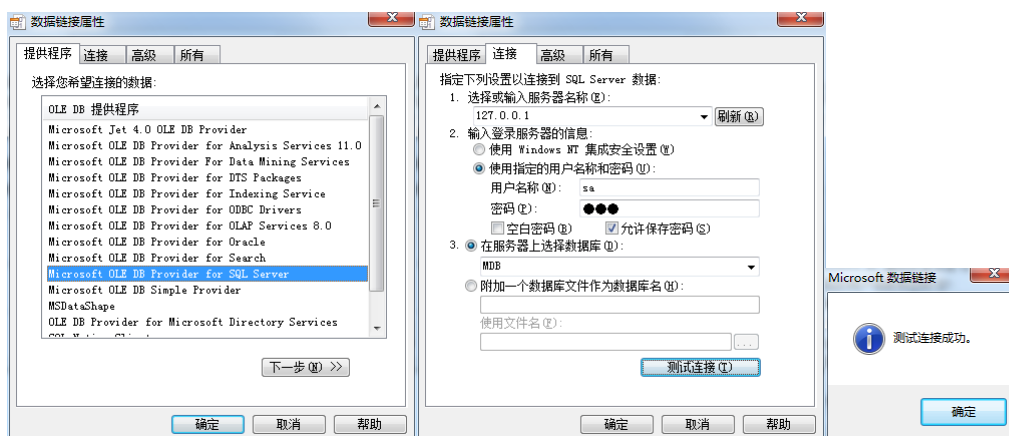 数据链接属性
提供程序 连接 高级 所有
选择您希望连接的数据:
OLE DB 提供程序
Microsoft Jet 4.0 OLE DB Provider
Microsoft OLE DB Provider for Analysis Services 11.0
Microsoft OLE DB Provider For Data Mining Services
Microsoft OLE DB Provider for DTS Packages
Microsoft OLE DB Provider for Indexing Service
Microsoft OLE DB Provider for ODBC Drivers
Microsoft OLE DB Provider for OLAP Services 8.0
Microsoft OLE DB Provider for Oracle
Microsoft OLE DB Provider for Search
Microsoft OLE DB Provider for SQL Server
Microsoft OLE DB Simple Provider
MSDataShape
OLE DB Provider for Microsoft Directory Services
下一步(N) >>
确定 取消 帮助
数据链接属性
提供程序 连接 高级 所有
指定下列设置以连接到 SQL Server 数据:
1. 选择或输入服务器名称(E):
127.0.0.1 刷新(R)
2. 输入登录服务器的信息:
使用 Windows NT 集成安全设置(W)
使用指定的用户名称和密码(U):
用户名称(N): sa
密码(P): ●●●
空白密码(B) 允许保存密码(S)
3. 在服务器上选择数据库(D):
MDB
附加一个数据库文件作为数据库名(H):
使用文件名(F):
...
测试连接(T)
确定 取消 帮助
Microsoft 数据链接
测试连接成功。
确定